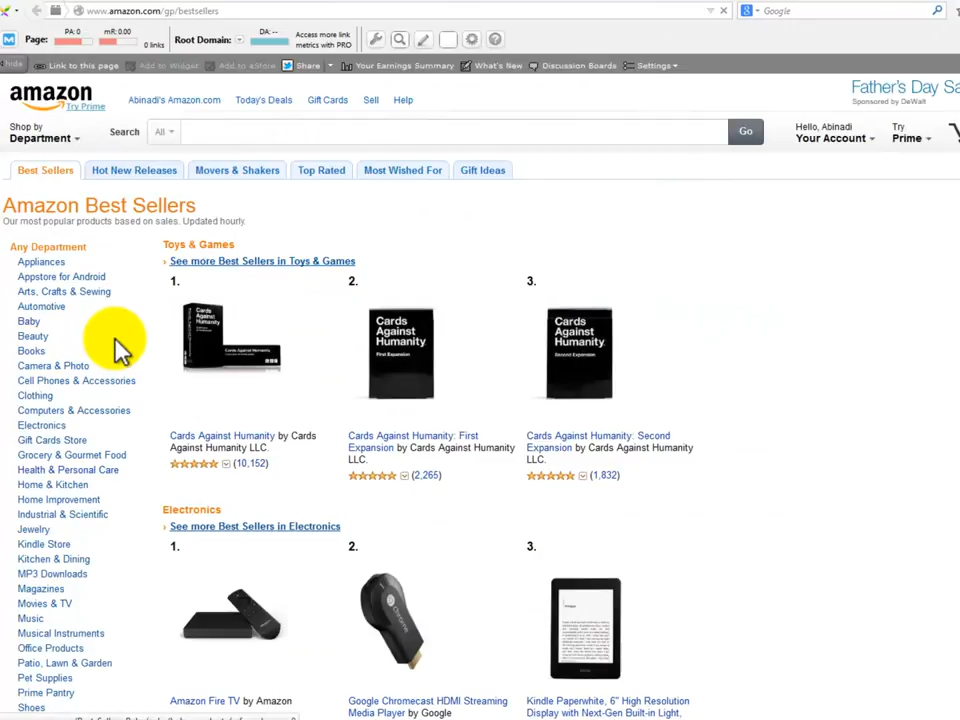 www.amazon.com/gp/bestsellers
Google
Page:
PA: 0
mR: 0.00
0 links
Root Domain:
DA: --
Access more link
metrics with PRO
hide
Link to this page
Add to Widget
Add to aStore
Share
Your Earnings Summary
What's New
Discussion Boards
Settings
amazon
Try Prime
Abinadi's Amazon.com
Today's Deals
Gift Cards
Sell
Help
Father's Day Sa
Sponsored by DeWalt
Shop by
Department
Search
All
Go
Hello, Abinadi
Your Account
Try
Prime
Best Sellers
Hot New Releases
Movers & Shakers
Top Rated
Most Wished For
Gift Ideas
Amazon Best Sellers
Our most popular products based on sales. Updated hourly.
Any Department
Appliances
Appstore for Android
Arts, Crafts & Sewing
Automotive
Baby
Beauty
Books
Camera & Photo
Cell Phones & Accessories
Clothing
Computers & Accessories
Electronics
Gift Cards Store
Grocery & Gourmet Food
Health & Personal Care
Home & Kitchen
Home Improvement
Industrial & Scientific
Jewelry
Kindle Store
Kitchen & Dining
MP3 Downloads
Magazines
Movies & TV
Music
Musical Instruments
Office Products
Patio, Lawn & Garden
Pet Supplies
Prime Pantry
Shoes
Toys & Games
› See more Best Sellers in Toys & Games
1.
Cards
Against
Humanity
Cards Against Humanity
Cards Against Humanity by Cards
Against Humanity LLC.
(10,152)
2.
Cards
Against
Humanity.
First Expansion
Cards Against Humanity: First
Expansion by Cards Against Humanity
LLC.
(2,265)
3.
Cards
Against
Humanity.
Second Expansion
Cards Against Humanity: Second
Expansion by Cards Against Humanity
LLC.
(1,832)
Electronics
› See more Best Sellers in Electronics
1.
Amazon Fire TV by Amazon
2.
Google Chromecast HDMI Streaming
Media Player by Google
3.
Kindle Paperwhite, 6" High Resolution
Display with Next-Gen Built-in Light,